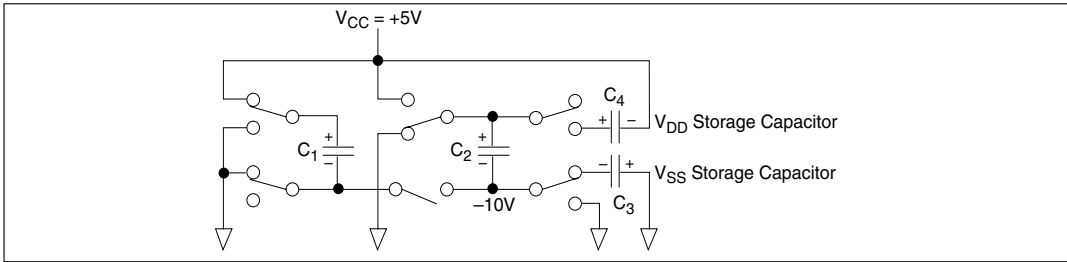 V_CC = +5V
C_4
+ −
V_DD Storage Capacitor
+
C_1
−
+
C_2
−
− +
V_SS Storage Capacitor
−10V
C_3